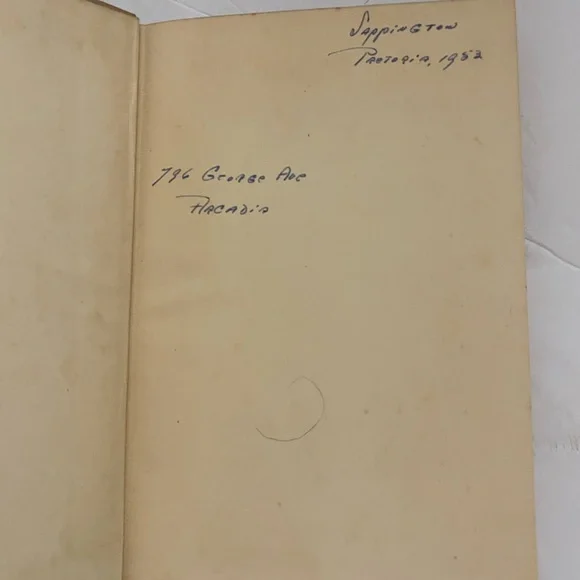 Sappington
Pretoria, 1952
796 George Ave
Arcadia